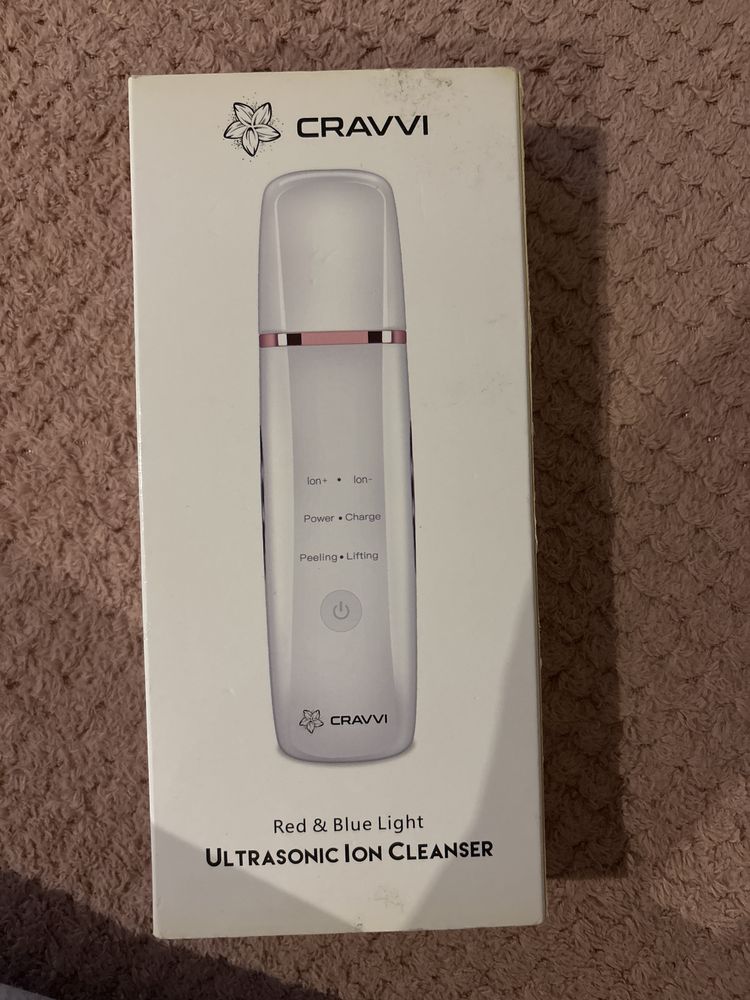 CRAVVI
Ion+ • Ion-
Power • Charge
Peeling • Lifting
CRAVVI
Red & Blue Light
ULTRASONIC ION CLEANSER